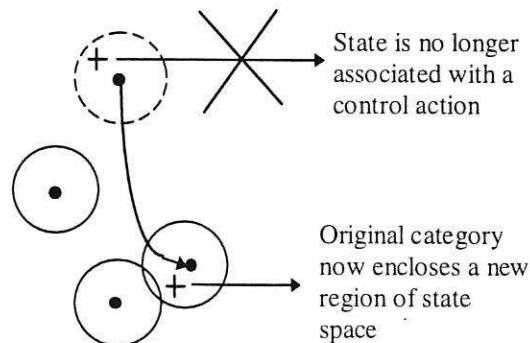 State is no longer
associated with a
control action
Original category
now encloses a new
region of state
space